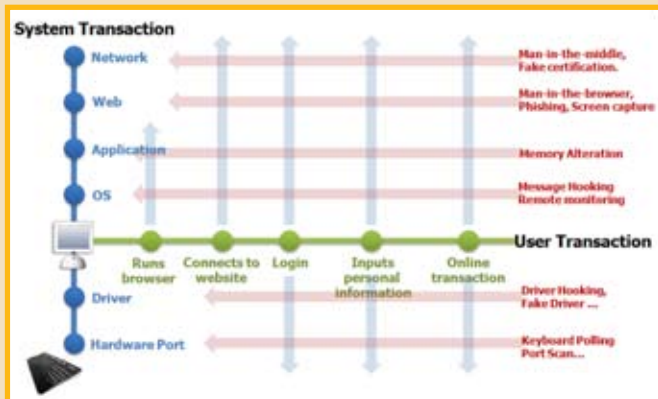 System Transaction
Network
Man-in-the-middle,
Fake certification.
Web
Man-in-the-browser,
Phishing, Screen capture
Application
Memory Alteration
OS
Message Hooking
Remote monitoring
User Transaction
Runs
browser
Connects to
website
Login
Inputs
personal
information
Online
transaction
Driver
Driver Hooking,
Fake Driver ...
Hardware Port
Keyboard Polling
Port Scan...